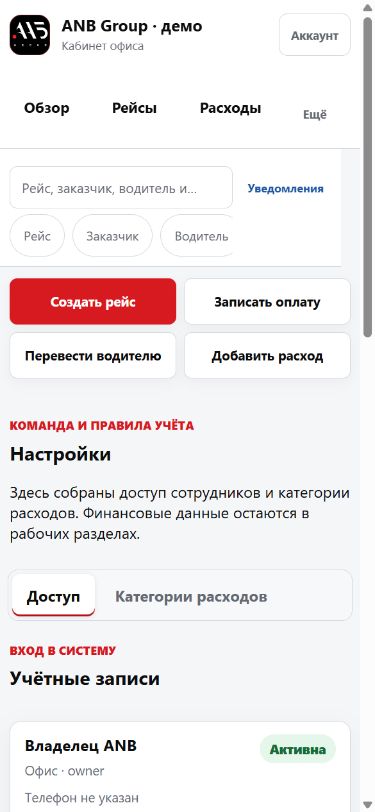 ANB
ANB Group · демо
Кабинет офиса
Аккаунт
Обзор
Рейсы
Расходы
Ещё
Рейс, заказчик, водитель и...
Уведомления
Рейс
Заказчик
Водитель
Создать рейс
Записать оплату
Перевести водителю
Добавить расход
КОМАНДА И ПРАВИЛА УЧЁТА
Настройки
Здесь собраны доступ сотрудников и категории
расходов. Финансовые данные остаются в
рабочих разделах.
Доступ
Категории расходов
ВХОД В СИСТЕМУ
Учётные записи
Владелец ANB
Активна
Офис · owner
Телефон не указан